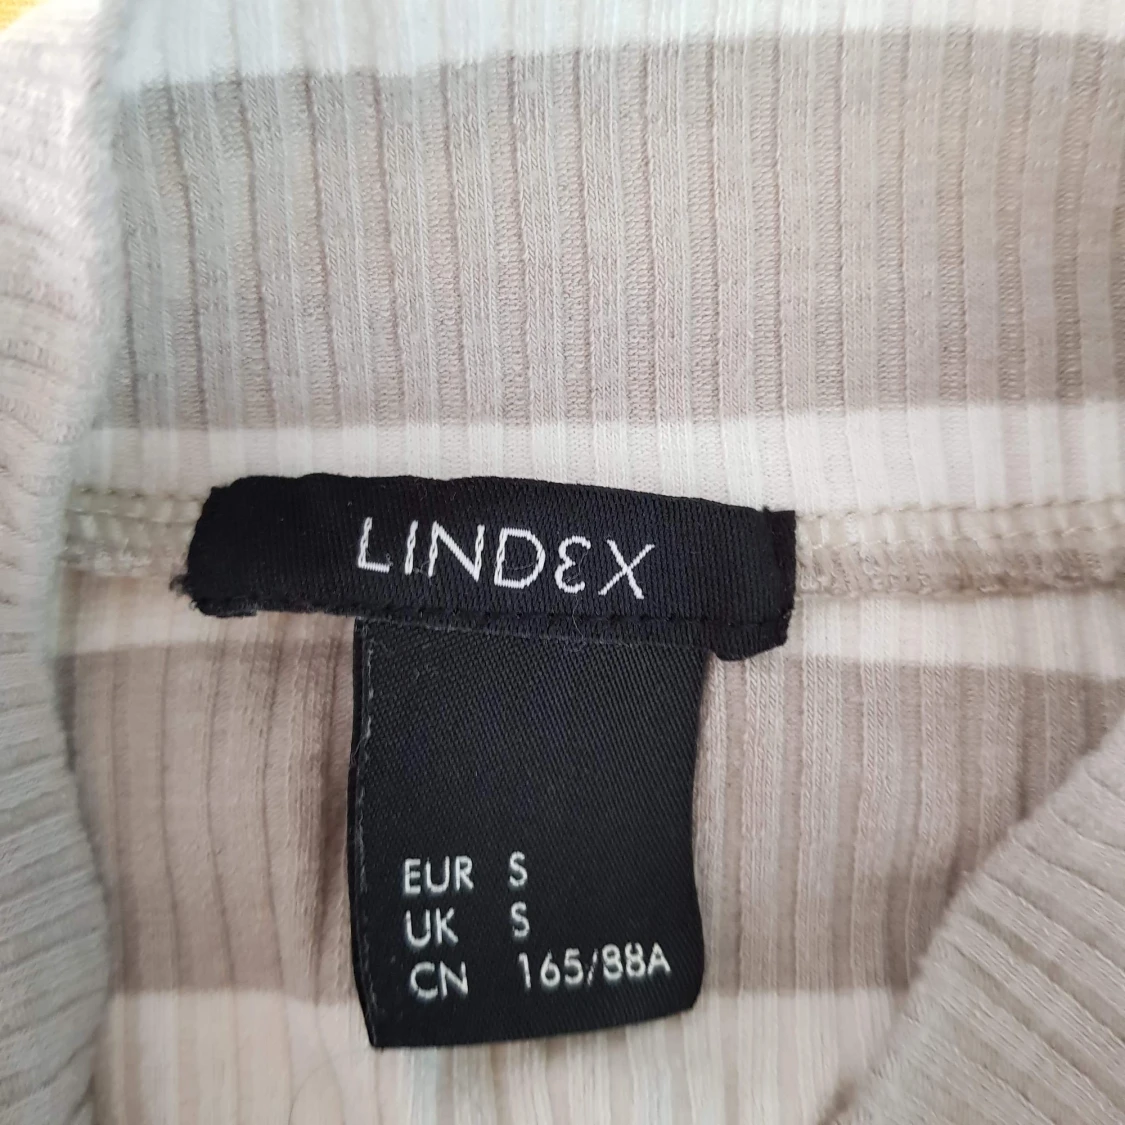 LINDEX
EUR S
UK S
CN 165/88A